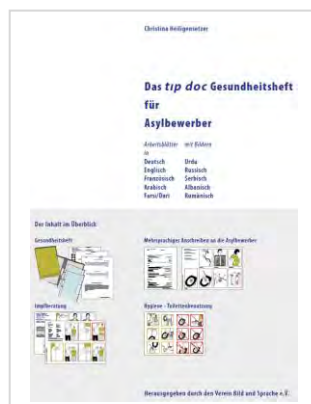 Christina Heiligensetzer
Das tıp doc Gesundheitsheft
für
Asylbewerber
Arbeitsblätter mit Bildern
in
Deutsch Urdu
Englisch Russisch
Französisch Serbisch
Arabisch Albanisch
Farsi/Dari Rumänisch
Der Inhalt im Überblick
Gesundheitsheft
Mehrsprachiges Anschreiben an die Asylbewerber
Impfberatung
Hygiene - Toilettenbenutzung
Herausgegeben durch den Verein Bild und Sprache e.V.